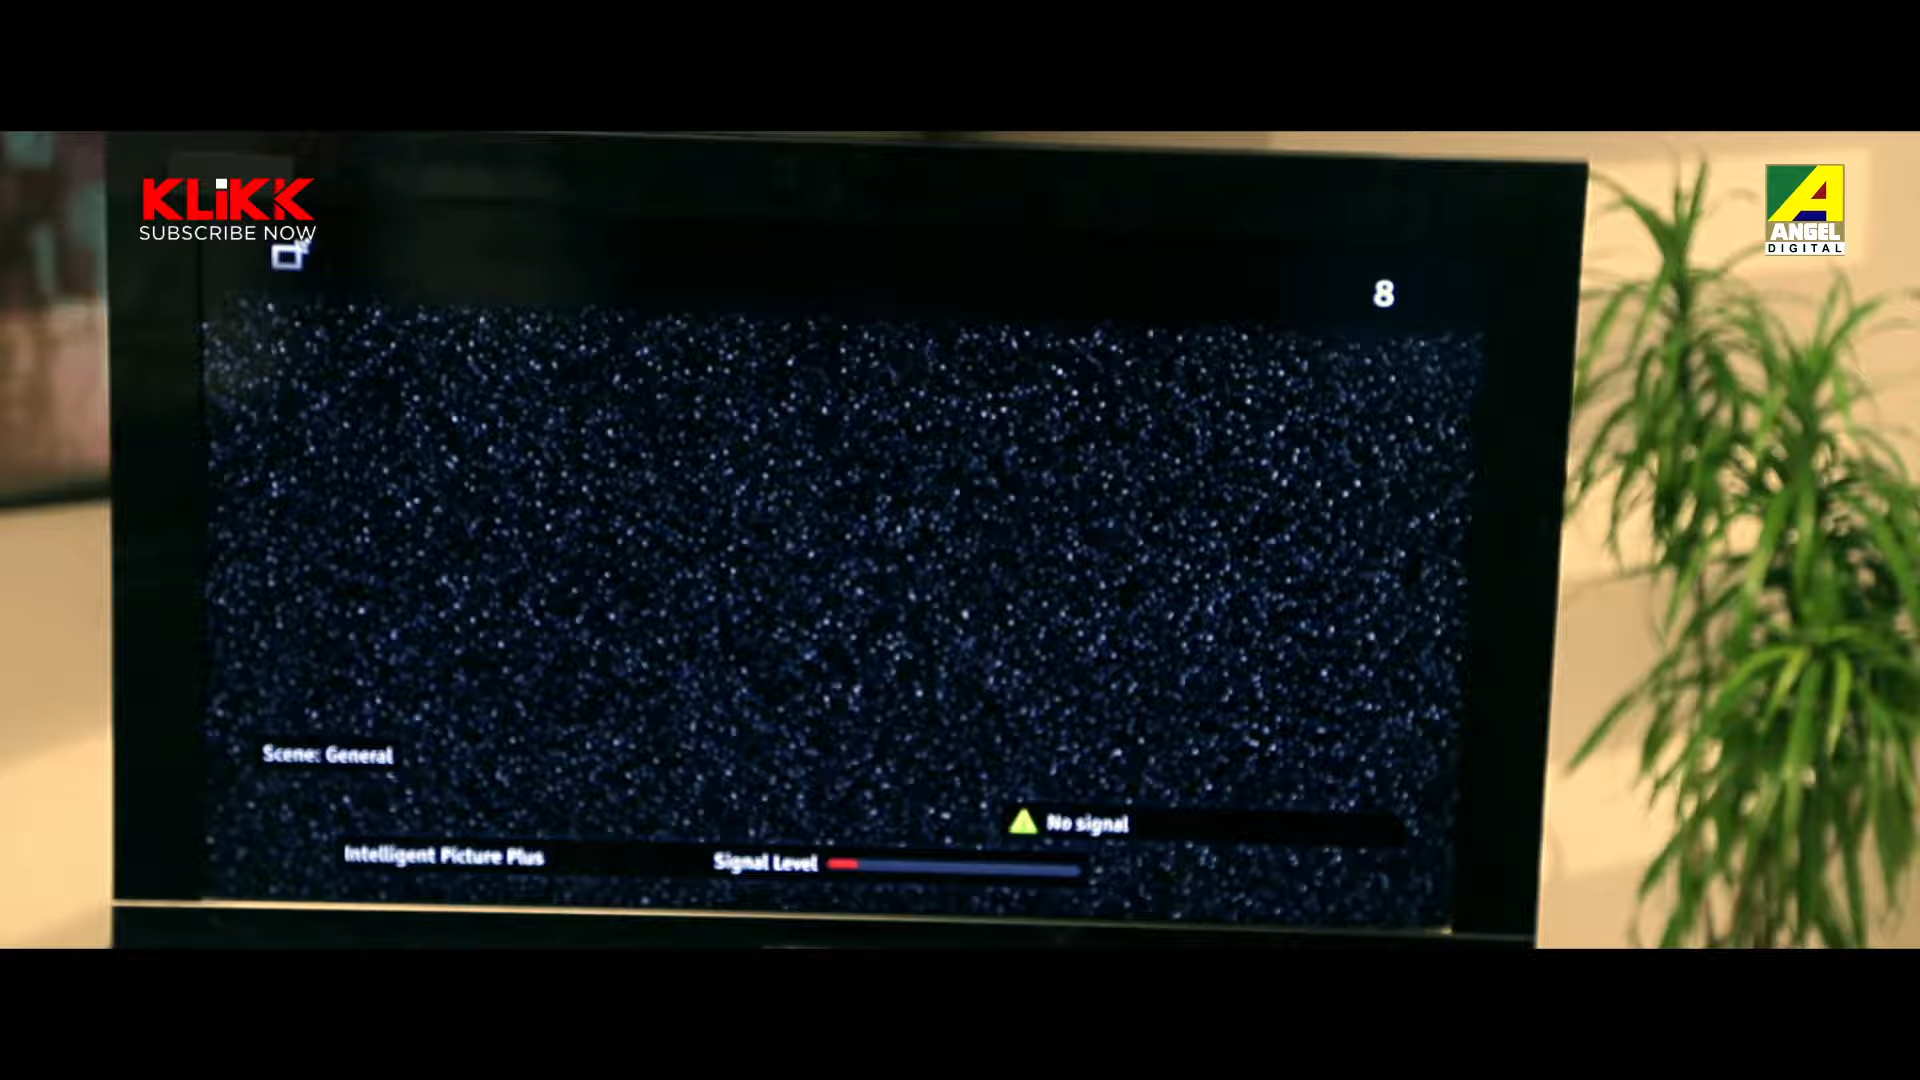 KLiKK
SUBSCRIBE NOW
A
ANGEL
DIGITAL
8
Scene: General
No signal
Intelligent Picture Plus
Signal Level